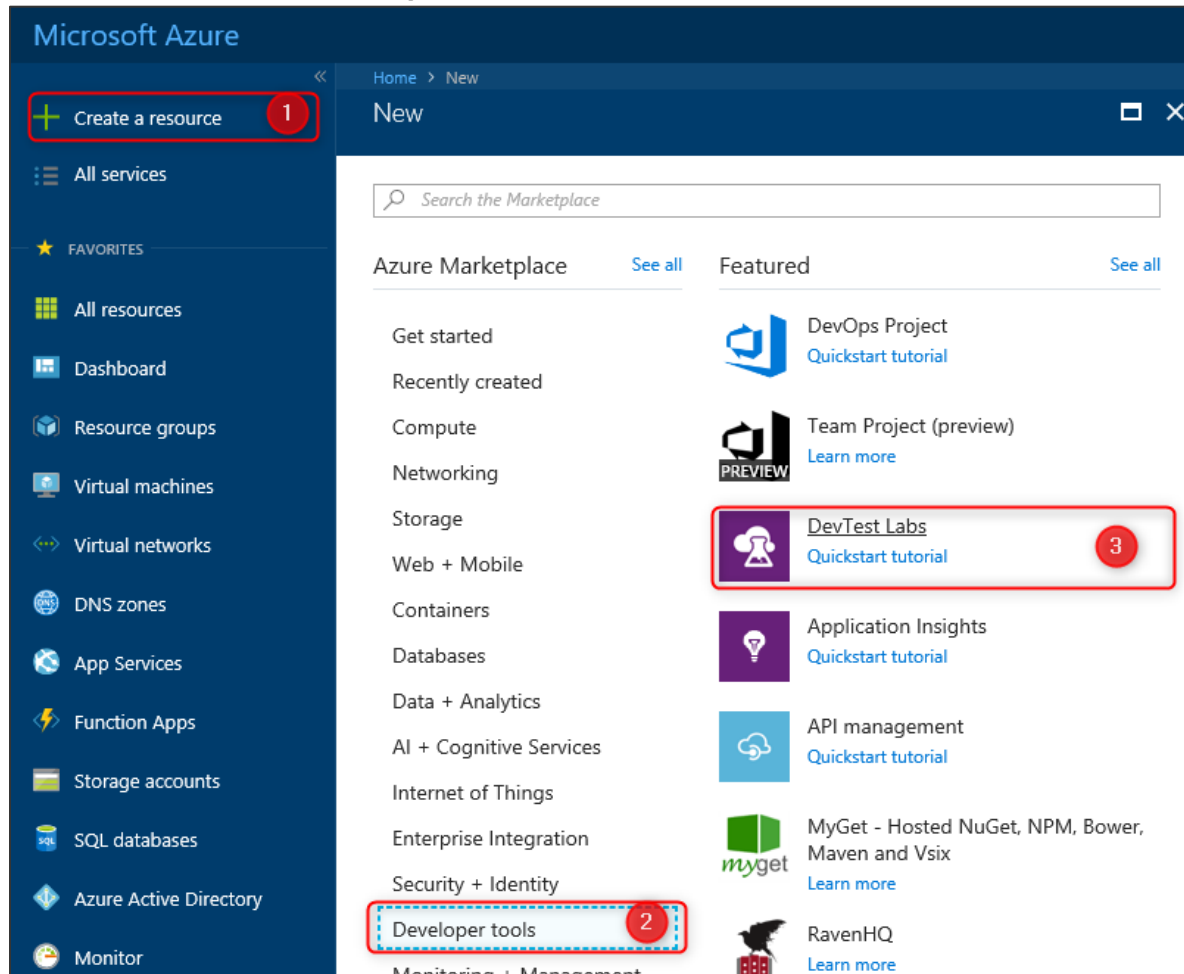 Microsoft Azure
«
Home > New
Create a resource
1
New
All services
Search the Marketplace
FAVORITES
Azure Marketplace
See all
Featured
See all
All resources
Dashboard
Resource groups
Virtual machines
Virtual networks
DNS zones
App Services
Function Apps
Storage accounts
SQL
SQL databases
Azure Active Directory
Monitor
Get started
Recently created
Compute
Networking
Storage
Web + Mobile
Containers
Databases
Data + Analytics
AI + Cognitive Services
Internet of Things
Enterprise Integration
Security + Identity
Developer tools
2
Monitoring + Management
DevOps Project
Quickstart tutorial
PREVIEW
Team Project (preview)
Learn more
DevTest Labs
Quickstart tutorial
3
Application Insights
Quickstart tutorial
API management
Quickstart tutorial
myget
MyGet - Hosted NuGet, NPM, Bower,
Maven and Vsix
Learn more
RavenHQ
Learn more